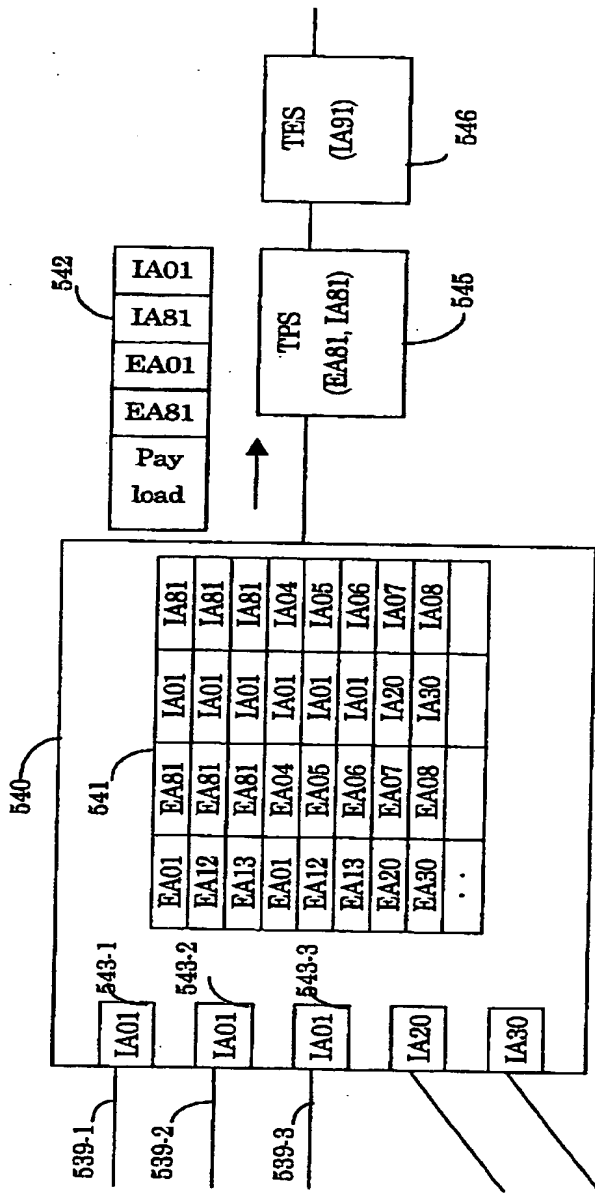 540
541
542
IA01
IA81
EA01
EA81
Pay
load
539-1
539-2
539-3
IA01
543-1
IA01
543-2
IA01
543-3
IA20
IA30
EA01 EA81 IA01 IA81
EA12 EA81 IA01 IA81
EA13 EA81 IA01 IA81
EA01 EA04 IA01 IA04
EA12 EA05 IA01 IA05
EA13 EA06 IA01 IA06
EA20 EA07 IA20 IA07
EA30 EA08 IA30 IA08
. .
TPS
(EA81, IA81)
545
TES
(IA91)
546